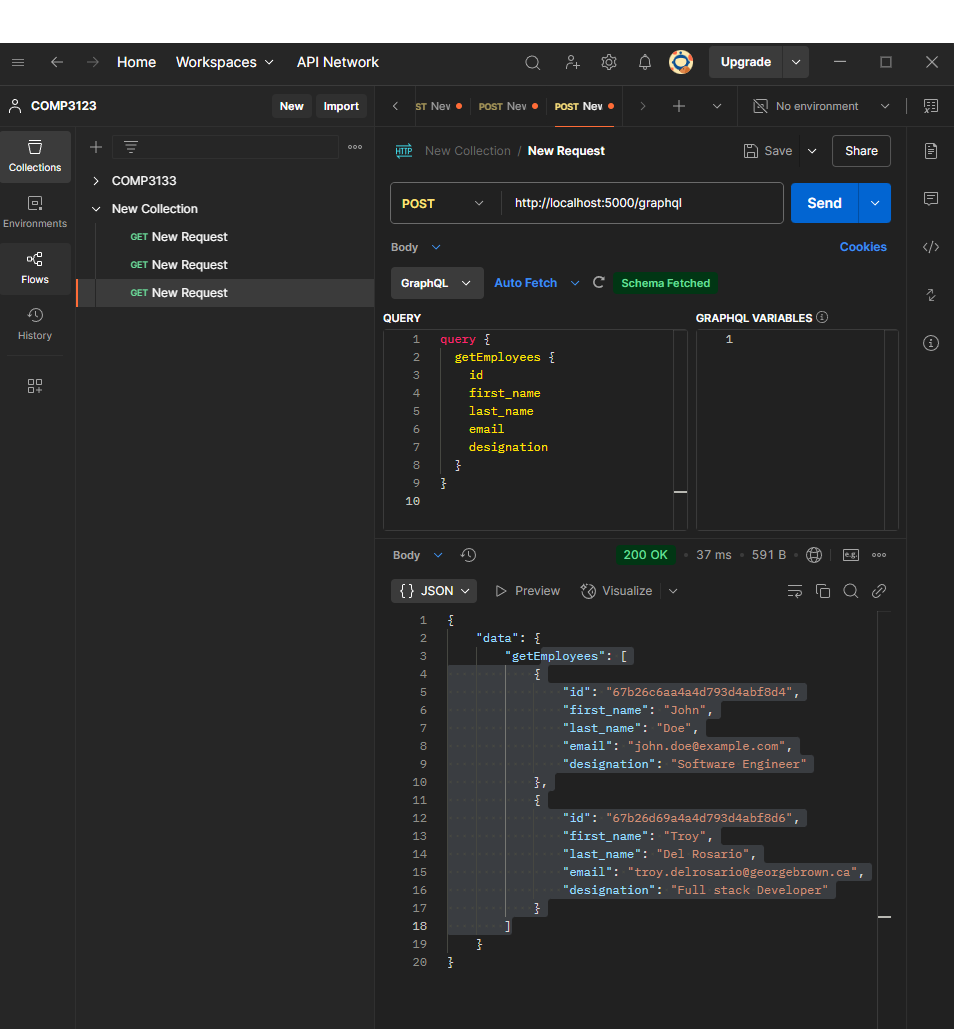 Home Workspaces API Network Upgrade
COMP3123 New Import
ST Nev POST Nev POST Nev No environment
Collections
Environments
Flows
History
COMP3133
New Collection
GET New Request
GET New Request
GET New Request
HTTP New Collection / New Request Save Share
POST http://localhost:5000/graphql Send
Body Cookies
GraphQL Auto Fetch Schema Fetched
QUERY GRAPHQL VARIABLES
1 query {
2 getEmployees {
3 id
4 first_name
5 last_name
6 email
7 designation
8 }
9 }
10
1
Body 200 OK • 37 ms • 591 B • e.g.
{} JSON Preview Visualize
1 {
2 "data": {
3 "getEmployees": [
4 {
5 "id": "67b26c6aa4a4d793d4abf8d4",
6 "first_name": "John",
7 "last_name": "Doe",
8 "email": "john.doe@example.com",
9 "designation": "Software Engineer"
10 },
11 {
12 "id": "67b26d69a4a4d793d4abf8d6",
13 "first_name": "Troy",
14 "last_name": "Del Rosario",
15 "email": "troy.delrosario@georgebrown.ca",
16 "designation": "Full stack Developer"
17 }
18 ]
19 }
20 }